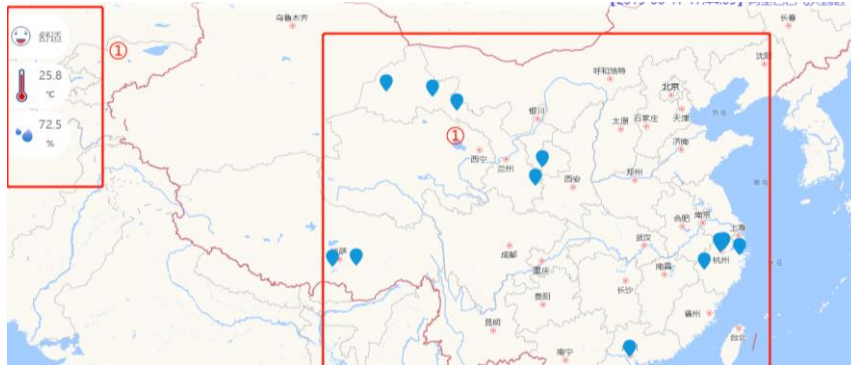 乌鲁木齐
长春
舒适
①
沈阳
呼和浩特
25.8
℃
北京
银川
天津
72.5
%
太原
石家庄
①
济南
西宁
兰州
郑州
西安
合肥
南京
上海
武汉
成都
杭州
重庆
南昌
长沙
贵阳
福州
昆明
台北
南宁